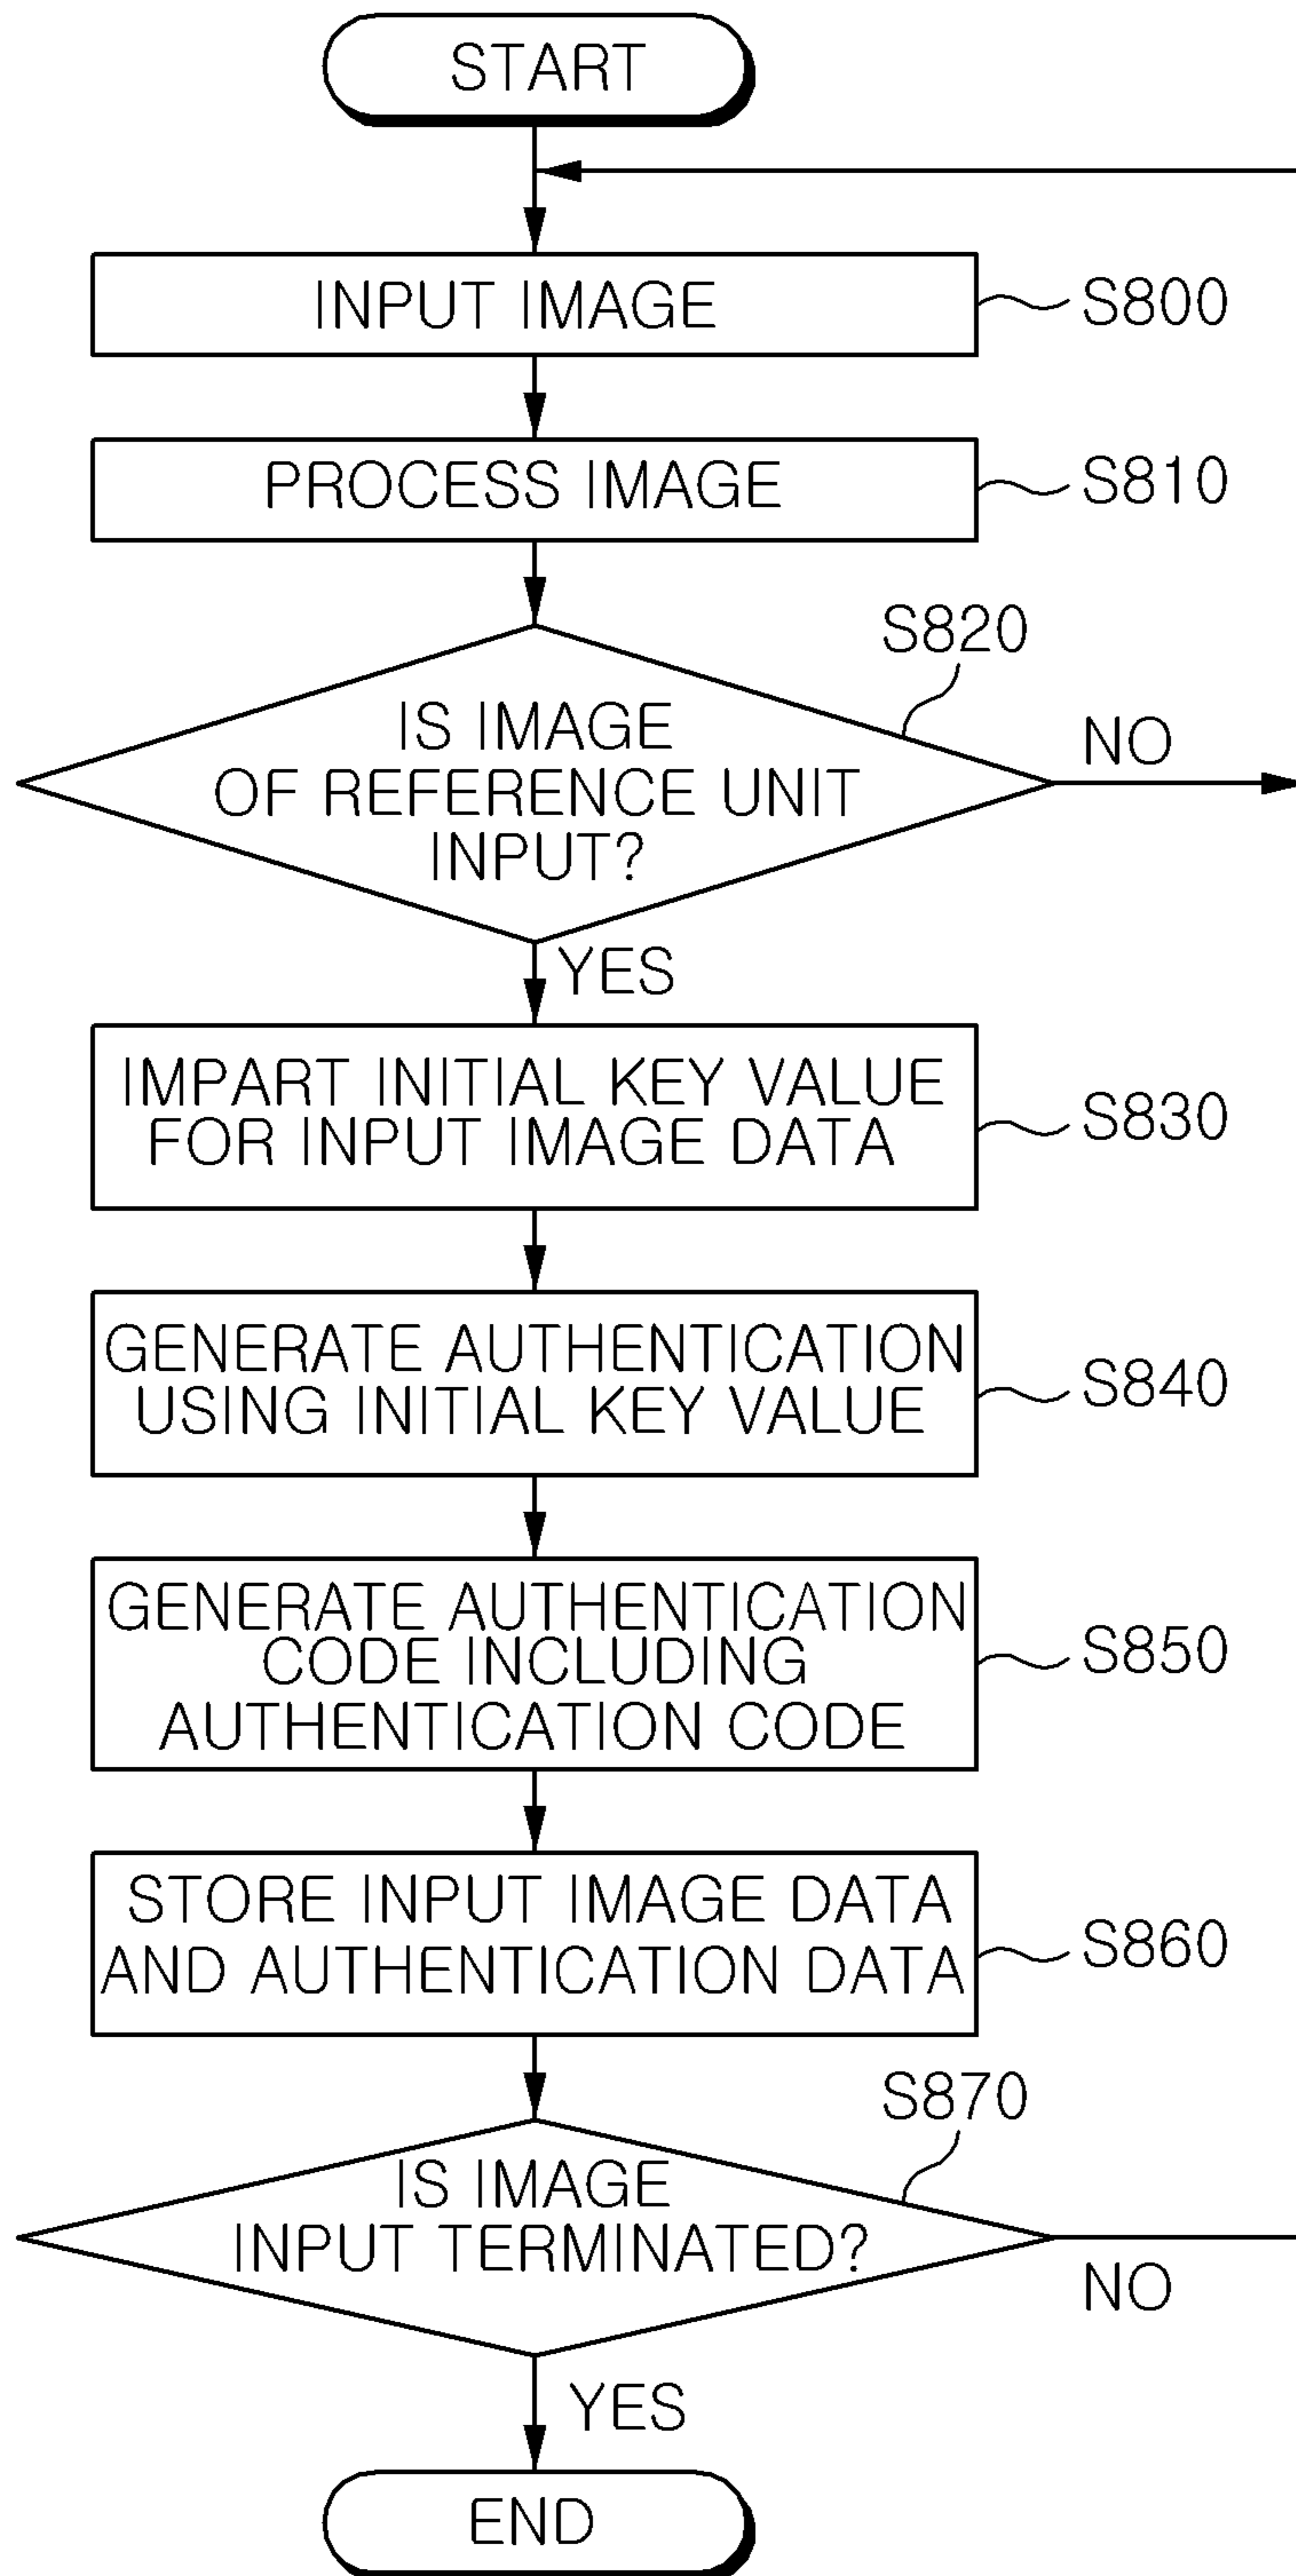 START
INPUT IMAGE
S800
PROCESS IMAGE
S810
S820
IS IMAGE
OF REFERENCE UNIT
INPUT?
NO
YES
IMPART INITIAL KEY VALUE
FOR INPUT IMAGE DATA
S830
GENERATE AUTHENTICATION
USING INITIAL KEY VALUE
S840
GENERATE AUTHENTICATION
CODE INCLUDING
AUTHENTICATION CODE
S850
STORE INPUT IMAGE DATA
AND AUTHENTICATION DATA
S860
S870
IS IMAGE
INPUT TERMINATED?
NO
YES
END